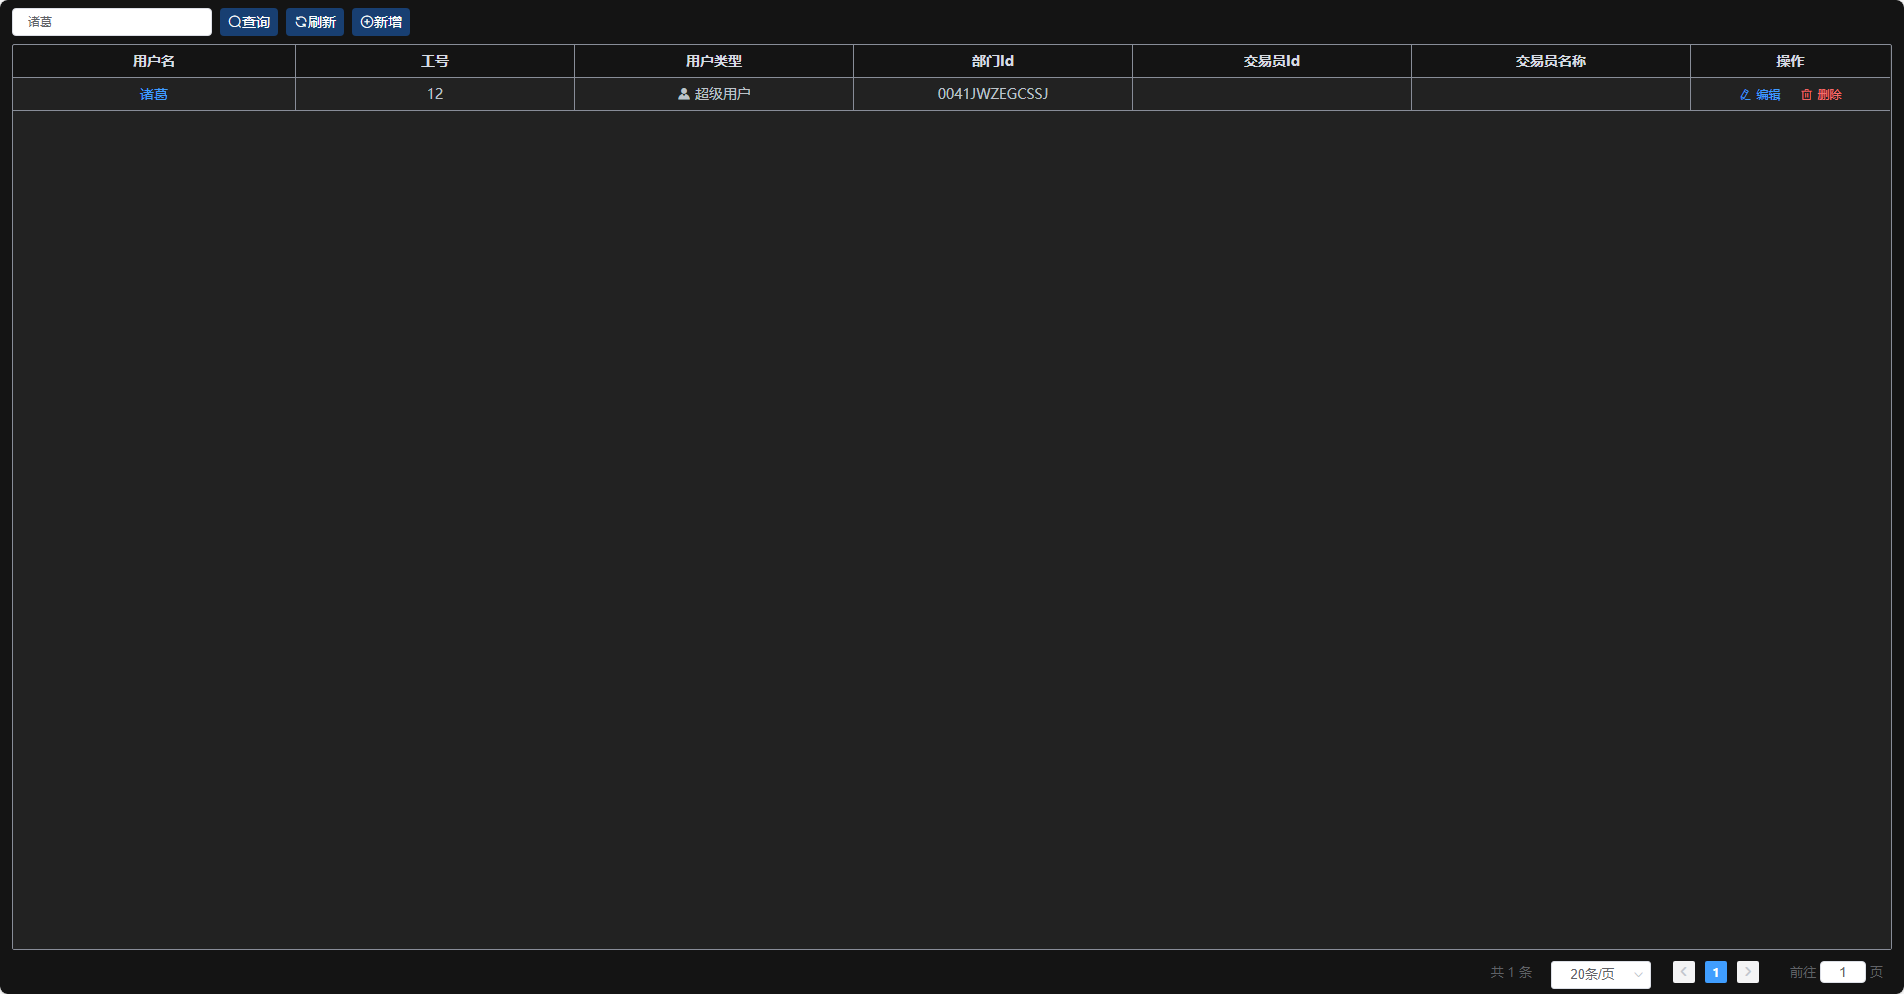 诸葛 查询 刷新 新增
用户名 工号 用户类型 部门Id 交易员Id 交易员名称 操作
诸葛 12 超级用户 0041JWZEGCSSJ 编辑 删除
共 1 条 20条/页 1 前往 1 页